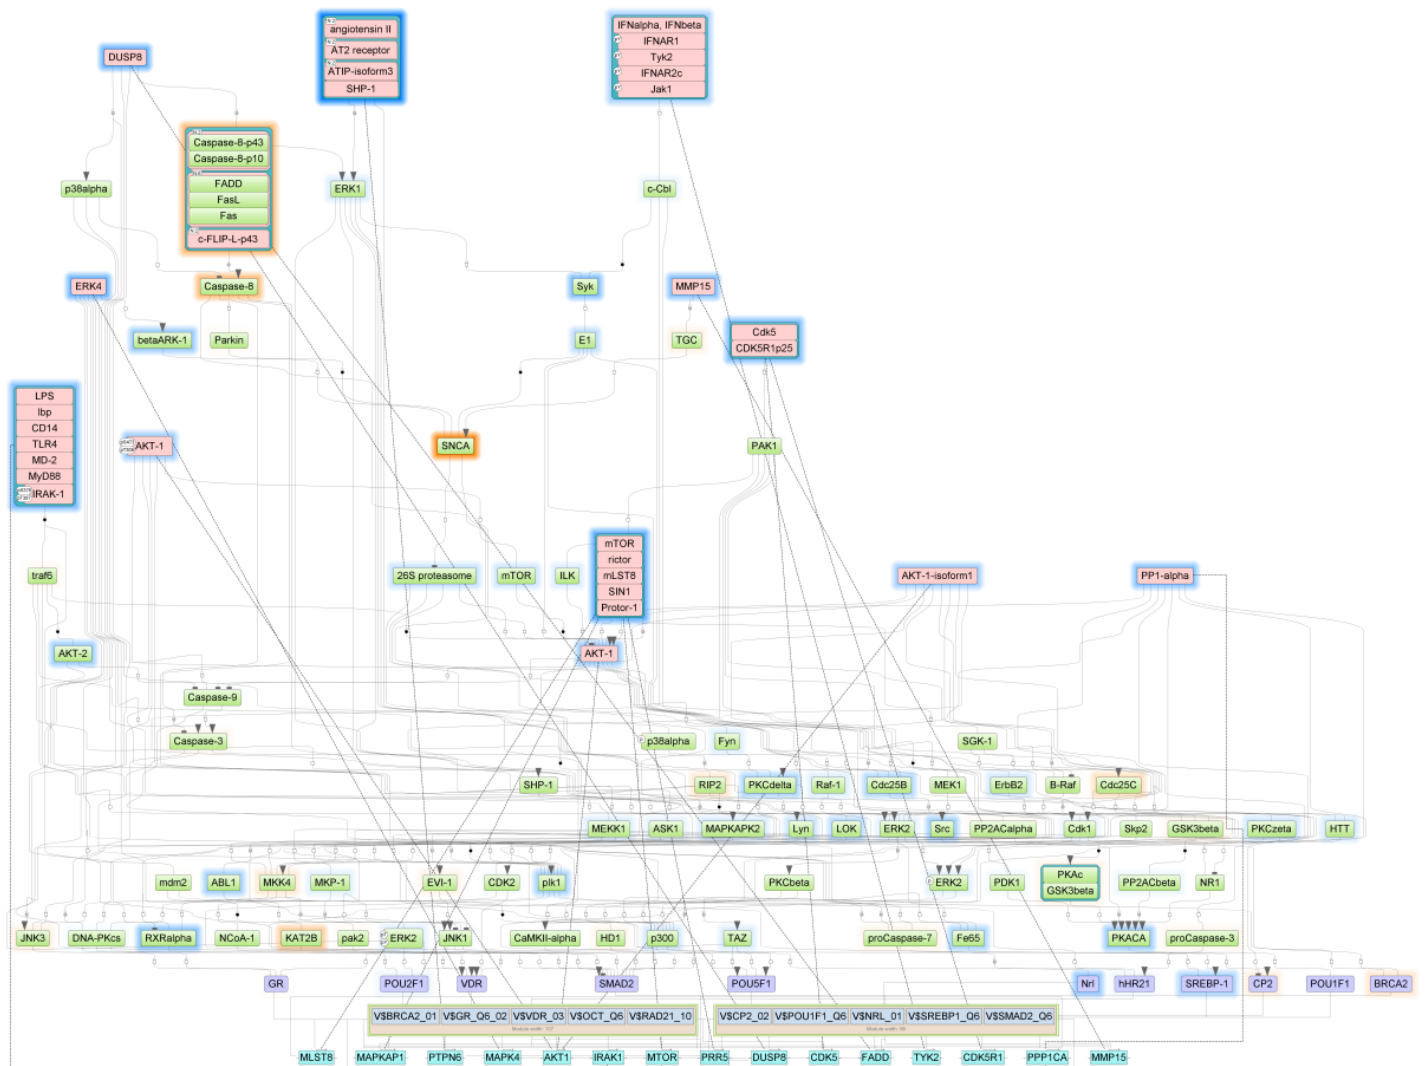 DUSP8
angiotensin II
AT2 receptor
ATIP-isoform3
SHP-1
IFNalpha, IFNbeta
IFNAR1
Tyk2
IFNAR2c
Jak1
Caspase-8-p43
Caspase-8-p10
FADD
FasL
Fas
c-FLIP-L-p43
p38alpha
ERK1
c-Cbl
ERK4
Caspase-8
Syk
MMP15
betaARK-1
Parkin
E1
TGC
Cdk5
CDK5R1p25
LPS
lbp
CD14
TLR4
MD-2
MyD88
IRAK-1
AKT-1
SNCA
PAK1
mTOR
rictor
mLST8
SIN1
Protor-1
traf6
26S proteasome
mTOR
ILK
AKT-1-isoform1
PP1-alpha
AKT-2
AKT-1
Caspase-9
Caspase-3
p38alpha
Fyn
SGK-1
SHP-1
RIP2
PKCdelta
Raf-1
Cdc25B
MEK1
ErbB2
B-Raf
Cdc25C
MEKK1
ASK1
MAPKAPK2
Lyn
LOK
ERK2
Src
PP2ACalpha
Cdk1
Skp2
GSK3beta
PKCzeta
HTT
mdm2
ABL1
MKK4
MKP-1
EVI-1
CDK2
plk1
PKCbeta
ERK2
PDK1
PKAc
GSK3beta
PP2ACbeta
NR1
JNK3
DNA-PKcs
RXRalpha
NCoA-1
KAT2B
pak2
ERK2
JNK1
CaMKII-alpha
HD1
p300
TAZ
proCaspase-7
Fe65
PKACA
proCaspase-3
GR
POU2F1
VDR
SMAD2
POU5F1
Nrl
hHR21
SREBP-1
CP2
POU1F1
BRCA2
V$BRCA2_01
V$GR_Q6_02
V$VDR_03
V$OCT_Q6
V$RAD21_10
V$CP2_02
V$POU1F1_Q6
V$NRL_01
V$SREBP1_Q6
V$SMAD2_Q6
MLST8
MAPKAP1
PTPN6
MAPK4
AKT1
IRAK1
MTOR
PRR5
DUSP8
CDK5
FADD
TYK2
CDK5R1
PPP1CA
MMP15